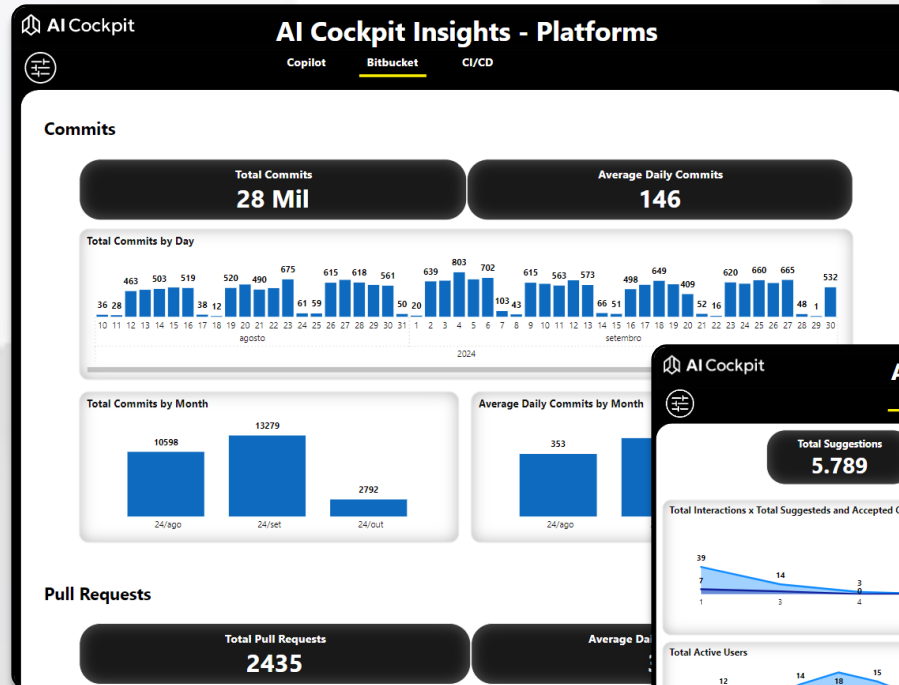 AI Cockpit
AI Cockpit Insights - Platforms
Copilot Bitbucket CI/CD
Commits
Total Commits
28 Mil
Average Daily Commits
146
Total Commits by Day
36 28 463 503 519 38 12 520 490 675 61 59 615 618 561 50 20 639 803 702 103 43 615 563 573 66 51 498 649 409 52 16 620 660 665 48 1 532
10 11 12 13 14 15 16 17 18 19 20 21 22 23 24 25 26 27 28 29 30 31 1 2 3 4 5 6 7 8 9 10 11 12 13 14 15 16 17 18 19 20 21 22 23 24 25 26 27 28 29 30
agosto setembro
2024
Total Commits by Month
10598 13279 2792
24/ago 24/set 24/out
Average Daily Commits by Month
353
24/ago
Pull Requests
Total Pull Requests
2435
Average Dai
AI Cockpit
A
Total Suggestions
5.789
Total Interactions x Total Suggesteds and Accepted
39 14 3
7 0
1 3 4
Total Active Users
12 14 18 15